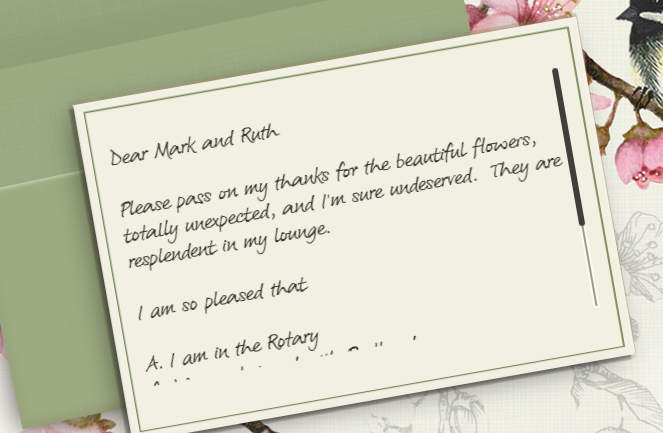 Dear Mark and Ruth
Please pass on my thanks for the beautiful flowers,
totally unexpected, and I'm sure undeserved. They are
resplendent in my lounge.
I am so pleased that
A. I am in the Rotary